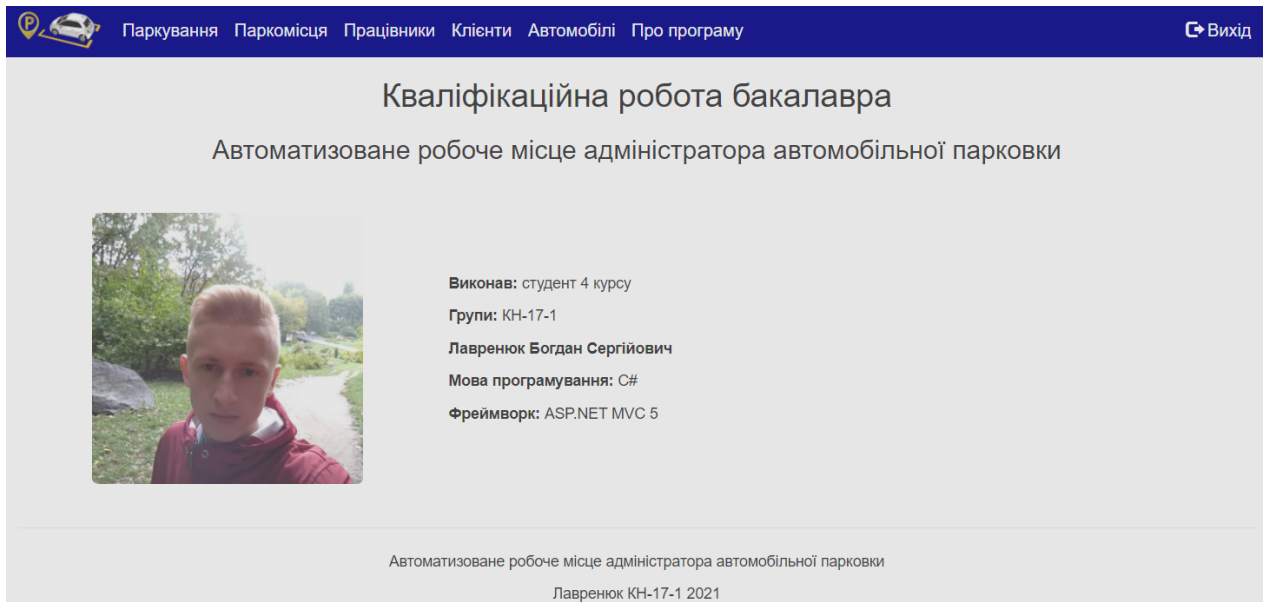 P
Паркування Паркомісця Працівники Клієнти Автомобілі Про програму Вихід
Кваліфікаційна робота бакалавра
Автоматизоване робоче місце адміністратора автомобільної парковки
Виконав: студент 4 курсу
Групи: КН-17-1
Лавренюк Богдан Сергійович
Мова програмування: C#
Фреймворк: ASP.NET MVC 5
Автоматизоване робоче місце адміністратора автомобільної парковки
Лавренюк КН-17-1 2021